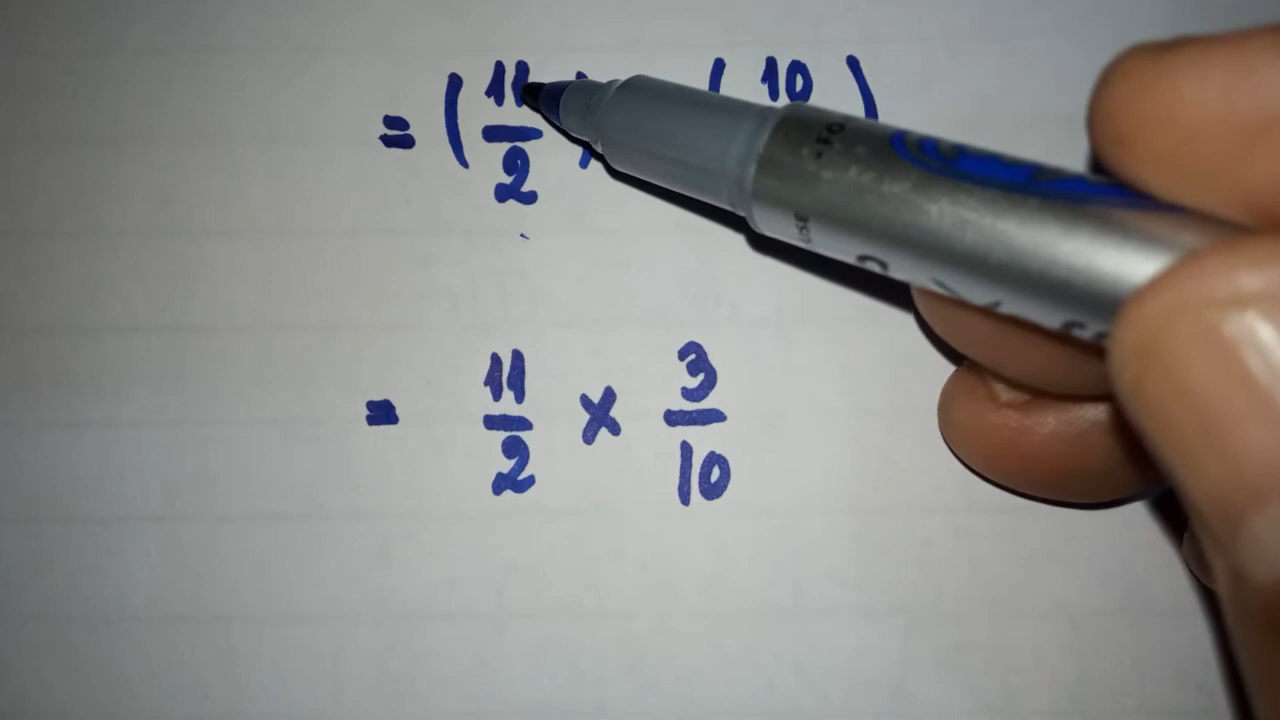 = (11/2) (10)
= 11/2 × 3/10